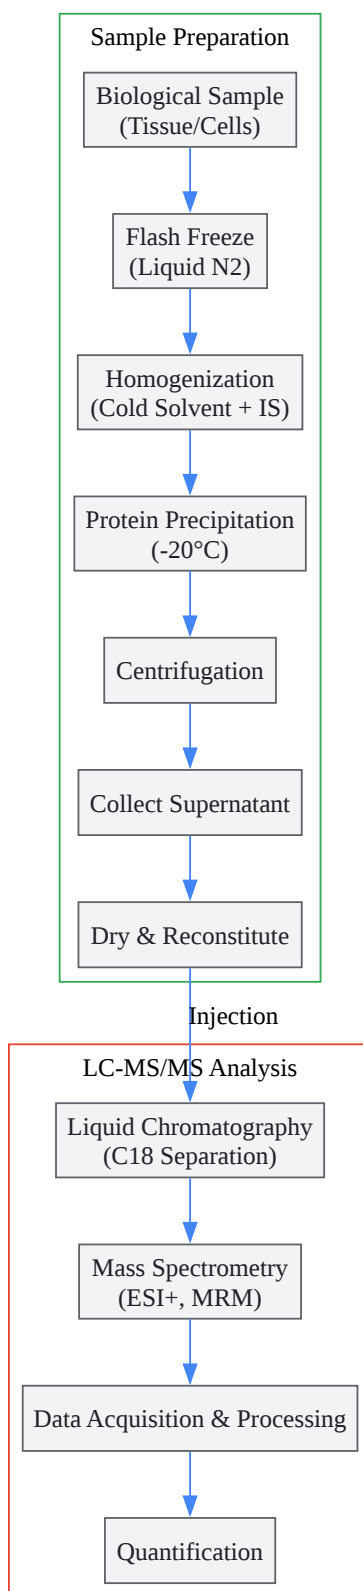 Sample Preparation
Biological Sample
(Tissue/Cells)
Flash Freeze
(Liquid N2)
Homogenization
(Cold Solvent + IS)
Protein Precipitation
(-20°C)
Centrifugation
Collect Supernatant
Dry & Reconstitute
Injection
LC-MS/MS Analysis
Liquid Chromatography
(C18 Separation)
Mass Spectrometry
(ESI+, MRM)
Data Acquisition & Processing
Quantification